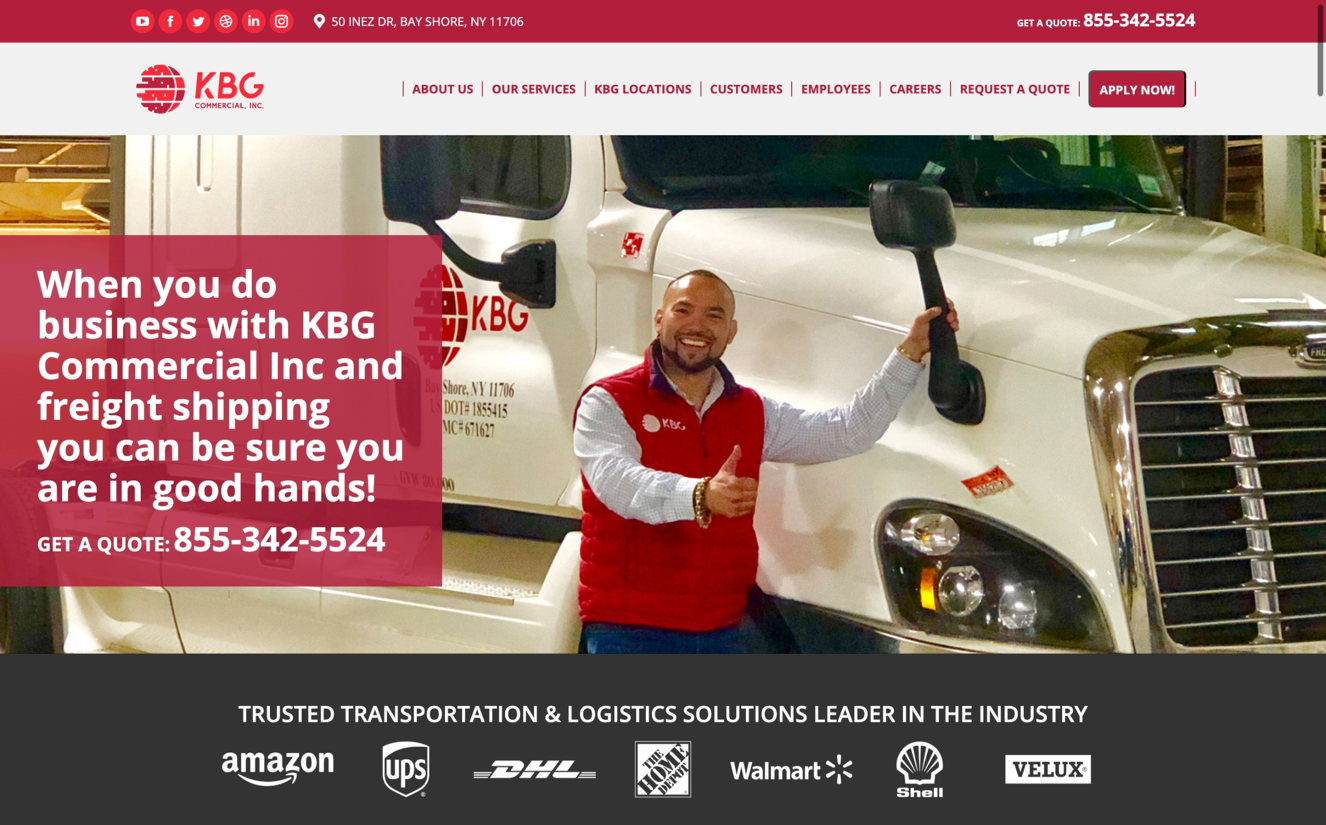 50 INEZ DR, BAY SHORE, NY 11706
GET A QUOTE: 855-342-5524
KBG
COMMERCIAL, INC.
ABOUT US
OUR SERVICES
KBG LOCATIONS
CUSTOMERS
EMPLOYEES
CAREERS
REQUEST A QUOTE
APPLY NOW!
When you do
business with KBG
Commercial Inc and
freight shipping
you can be sure you
are in good hands!
GET A QUOTE: 855-342-5524
KBG
Bay Shore, NY 11706
US DOT# 1855415
MC# 671627
GVW 80,000
KBG
TRUSTED TRANSPORTATION & LOGISTICS SOLUTIONS LEADER IN THE INDUSTRY
amazon
ups
DHL
THE
HOME
DEPOT
Walmart
Shell
VELUX